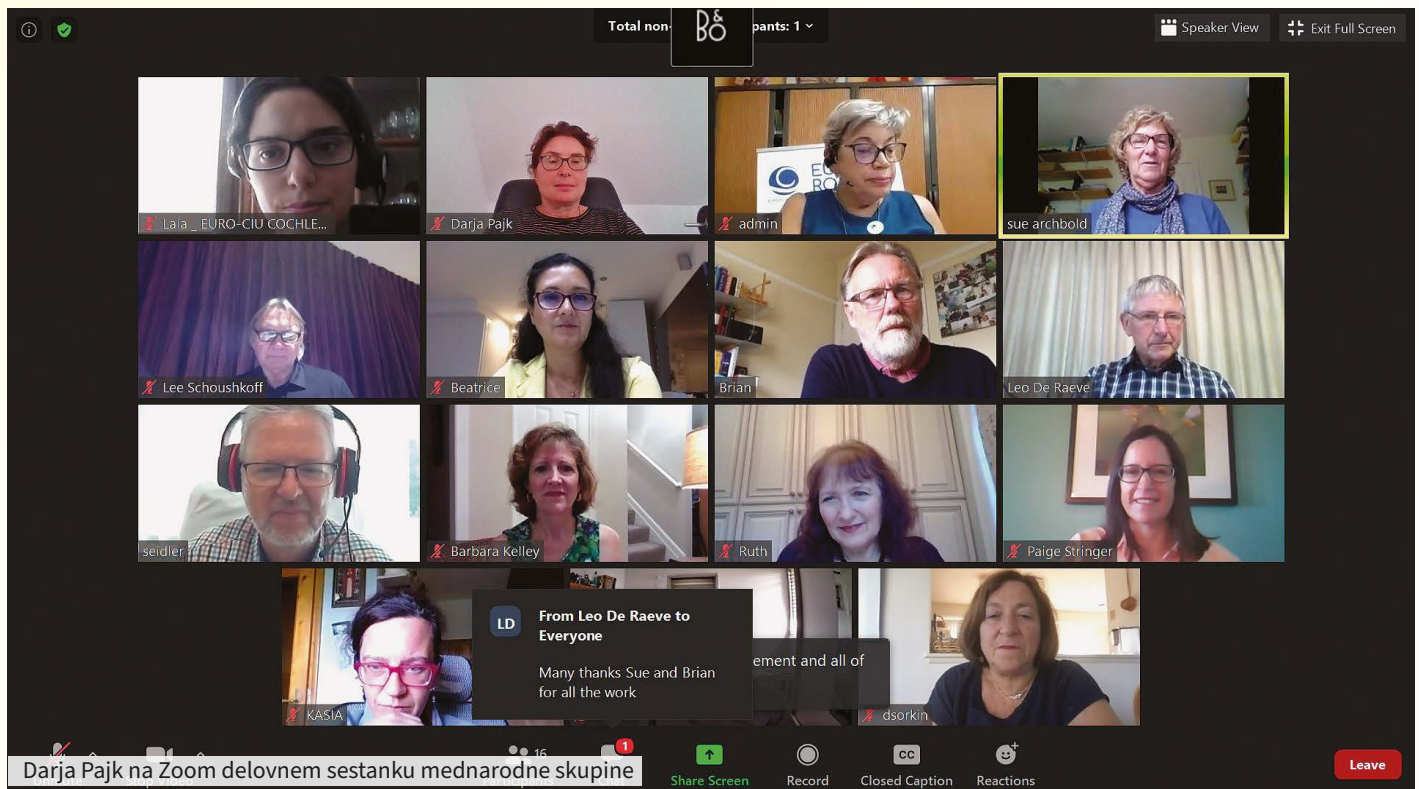 Total non-
pants: 1
B&
BO
Speaker View
Exit Full Screen
EU
Laia _ EURO-CIU COCHLE...
Darja Pajk
admin
sue archbold
Lee Schoushkoff
Beatrice
Brian
Leo De Raeve
seidler
Barbara Kelley
Ruth
Paige Stringer
KASIA
LD
From Leo De Raeve to
Everyone
Many thanks Sue and Brian
for all the work
ement and all of
dsorkin
16
1
CC
Share Screen
Record
Closed Caption
Reactions
Leave
Darja Pajk na Zoom delovnem sestanku mednarodne skupine